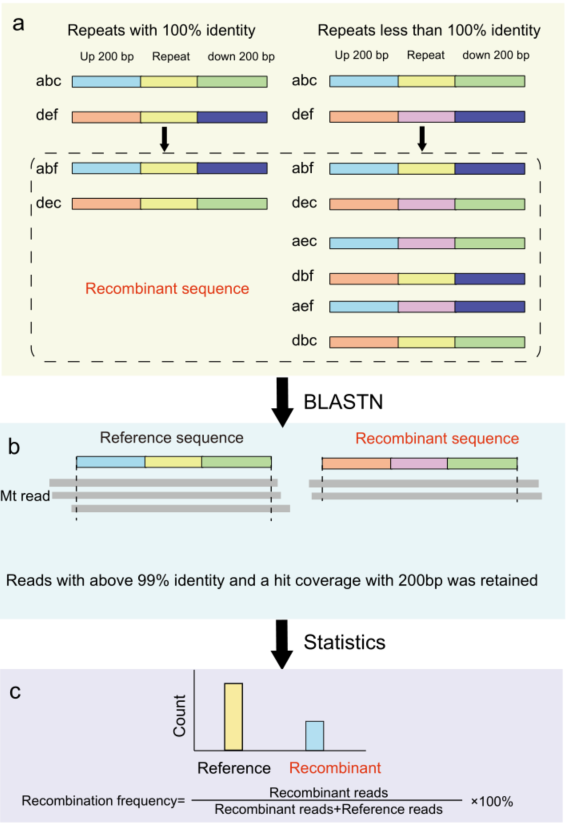 a
Repeats with 100% identity
Repeats less than 100% identity
Up 200 bp Repeat down 200 bp
Up 200 bp Repeat down 200 bp
abc
def
abf
dec
Recombinant sequence
abc
def
abf
dec
aec
dbf
aef
dbc
BLASTN
b
Reference sequence
Recombinant sequence
Mt read
Reads with above 99% identity and a hit coverage with 200bp was retained
Statistics
c
Count
Reference Recombinant
Recombination frequency= Recombinant reads ×100%
Recombinant reads+Reference reads